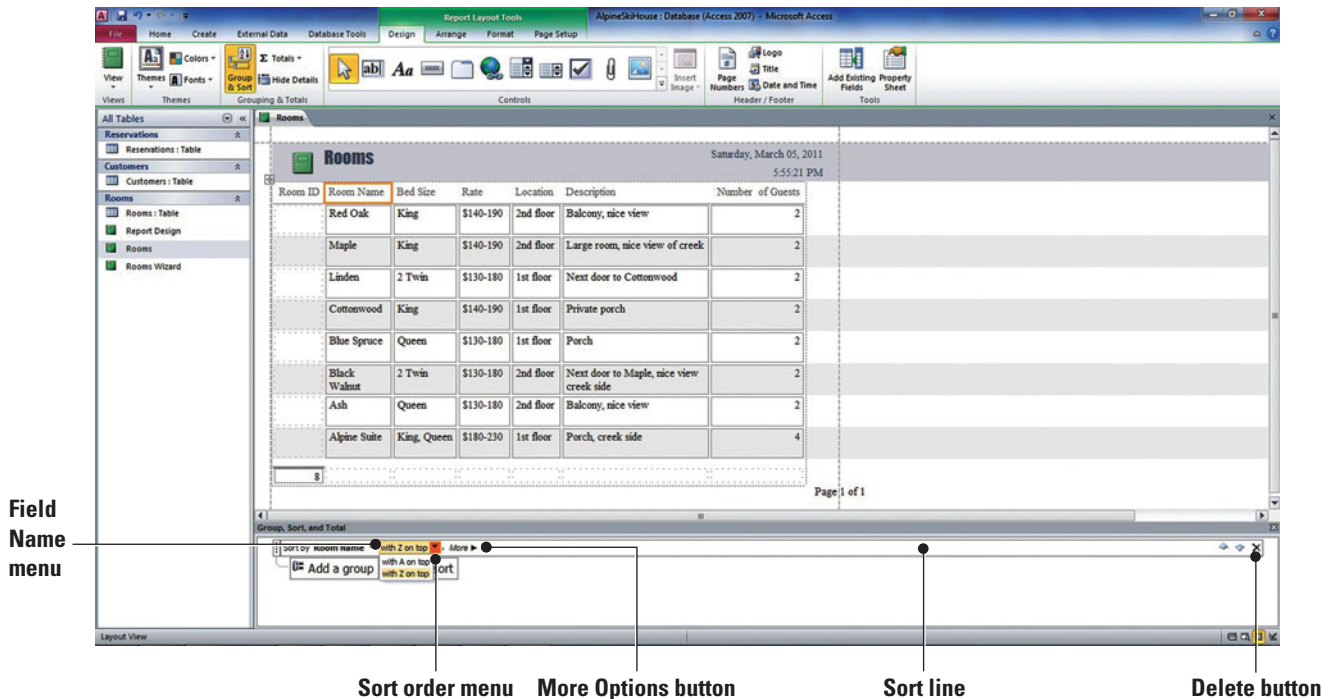 Report Layout Tools
AlpineSkiHouse : Database (Access 2007) - Microsoft Access
File Home Create External Data Database Tools Design Arrange Format Page Setup
View
Themes
Colors
Fonts
Group & Sort
Σ Totals
Hide Details
ab|
Aa
xxxx
Insert Image
Page Numbers
Logo
Title
Date and Time
Add Existing Fields
Property Sheet
Views Themes Grouping & Totals Controls Header / Footer Tools
All Tables
Reservations
Reservations : Table
Customers
Customers : Table
Rooms
Rooms : Table
Report Design
Rooms
Rooms Wizard
Rooms
Rooms
Saturday, March 05, 2011
5:55:21 PM
Room ID Room Name Bed Size Rate Location Description Number of Guests
Red Oak King $140-190 2nd floor Balcony, nice view 2
Maple King $140-190 2nd floor Large room, nice view of creek 2
Linden 2 Twin $130-180 1st floor Next door to Cottonwood 2
Cottonwood King $140-190 1st floor Private porch 2
Blue Spruce Queen $130-180 1st floor Porch 2
Black Walnut 2 Twin $130-180 2nd floor Next door to Maple, nice view creek side 2
Ash Queen $130-180 2nd floor Balcony, nice view 2
Alpine Suite King, Queen $180-230 1st floor Porch, creek side 4
8
Page 1 of 1
Group, Sort, and Total
Sort by Room name with Z on top , More
with A on top
with Z on top
Add a group ort
Layout View
Field
Name
menu
Sort order menu More Options button Sort line Delete button